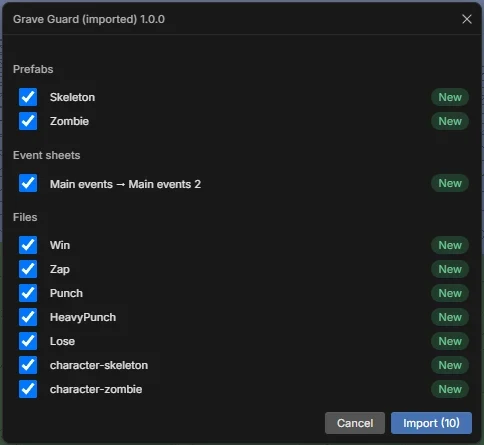 Grave Guard (imported) 1.0.0
Prefabs
Skeleton New
Zombie New
Event sheets
Main events → Main events 2 New
Files
Win New
Zap New
Punch New
HeavyPunch New
Lose New
character-skeleton New
character-zombie New
Cancel Import (10)